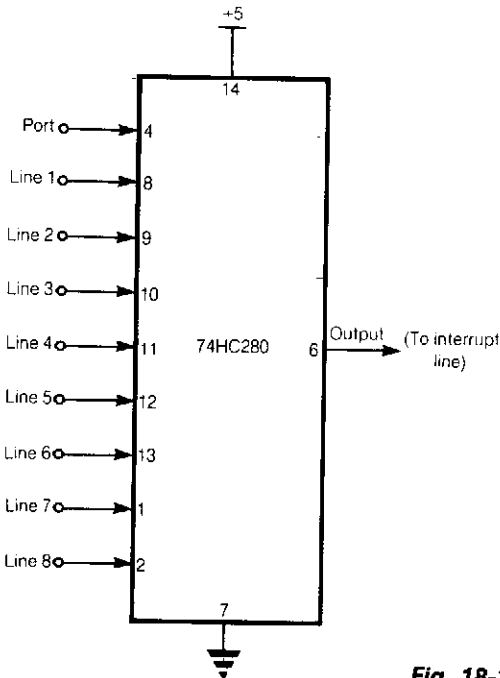 +5
14
Port 4
Line 1 8
Line 2 9
Line 3 10
Line 4 11 74HC280 6 Output (To interrupt
line)
Line 5 12
Line 6 13
Line 7 1
Line 8 2
7
Fig. 18-